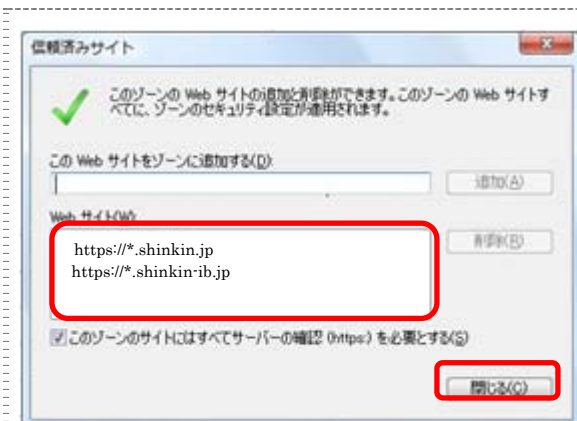 信頼済みサイト
このゾーンの Web サイトの追加と削除ができます。このゾーンの Web サイトす
べてに、ゾーンのセキュリティ設定が適用されます。
この Web サイトをゾーンに追加する(D):
追加(A)
Web サイト(W):
https://*.shinkin.jp
https://*.shinkin-ib.jp
削除(R)
このゾーンのサイトにはすべてサーバーの確認 (https:) を必要とする(S)
閉じる(C)